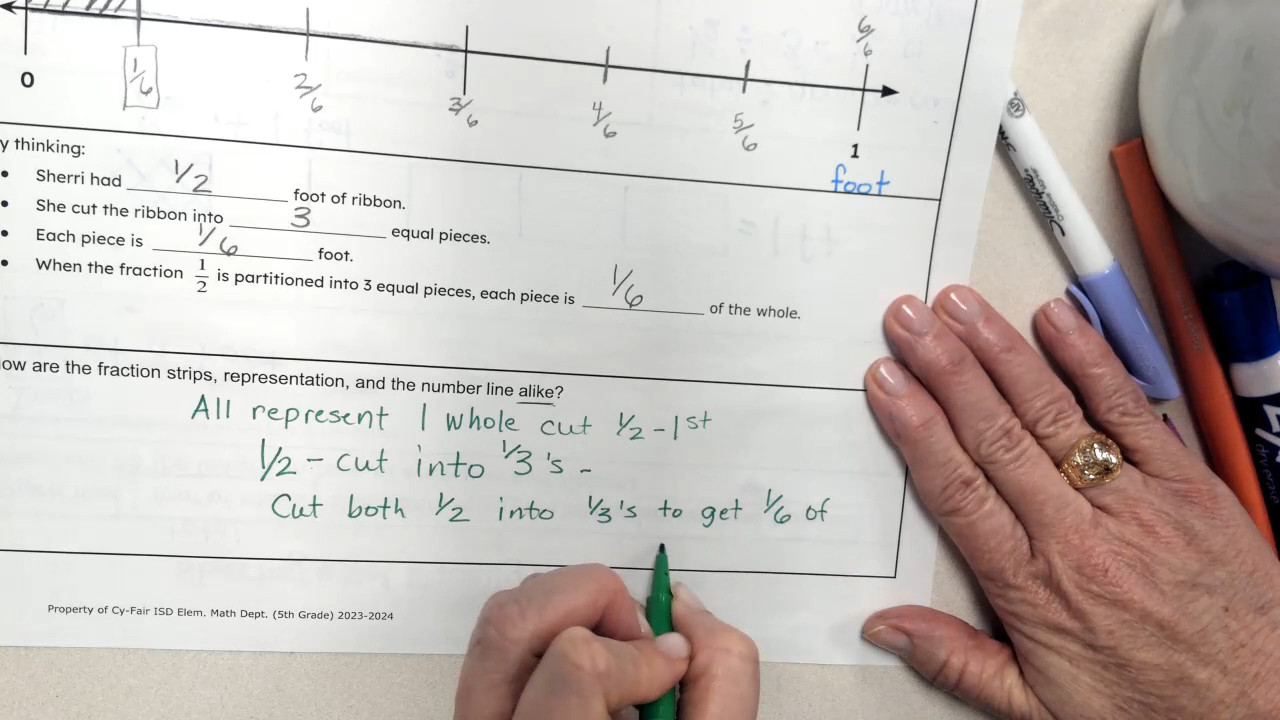 6/6
0 1/6 2/6 3/6 4/6 5/6 1
foot
y thinking:
• Sherri had 1/2 foot of ribbon.
• She cut the ribbon into 3 equal pieces.
• Each piece is 1/6 foot.
• When the fraction 1/2 is partitioned into 3 equal pieces, each piece is 1/6 of the whole.
ow are the fraction strips, representation, and the number line alike?
All represent 1 whole cut 1/2 - 1st
1/2 - cut into 1/3's -
Cut both 1/2 into 1/3's to get 1/6 of
Property of Cy-Fair ISD Elem. Math Dept. (5th Grade) 2023-2024